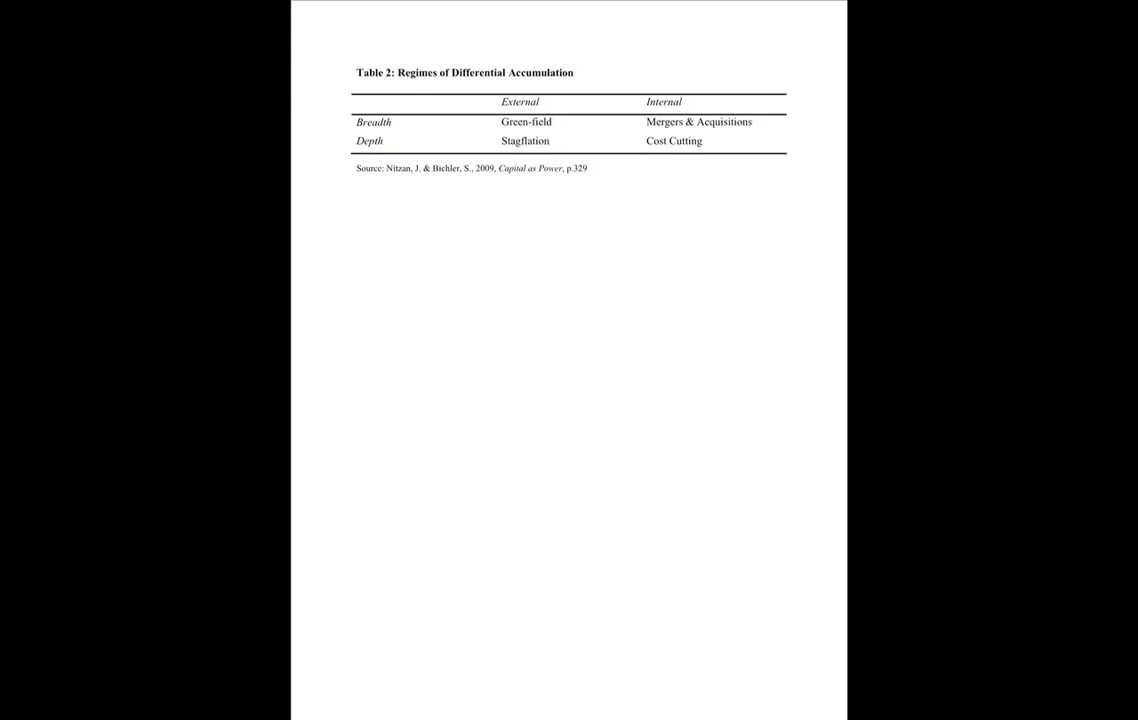 Table 2: Regimes of Differential Accumulation
External Internal
Breadth Green-field Mergers & Acquisitions
Depth Stagflation Cost Cutting
Source: Nitzan, J. & Bichler, S., 2009, Capital as Power, p.329